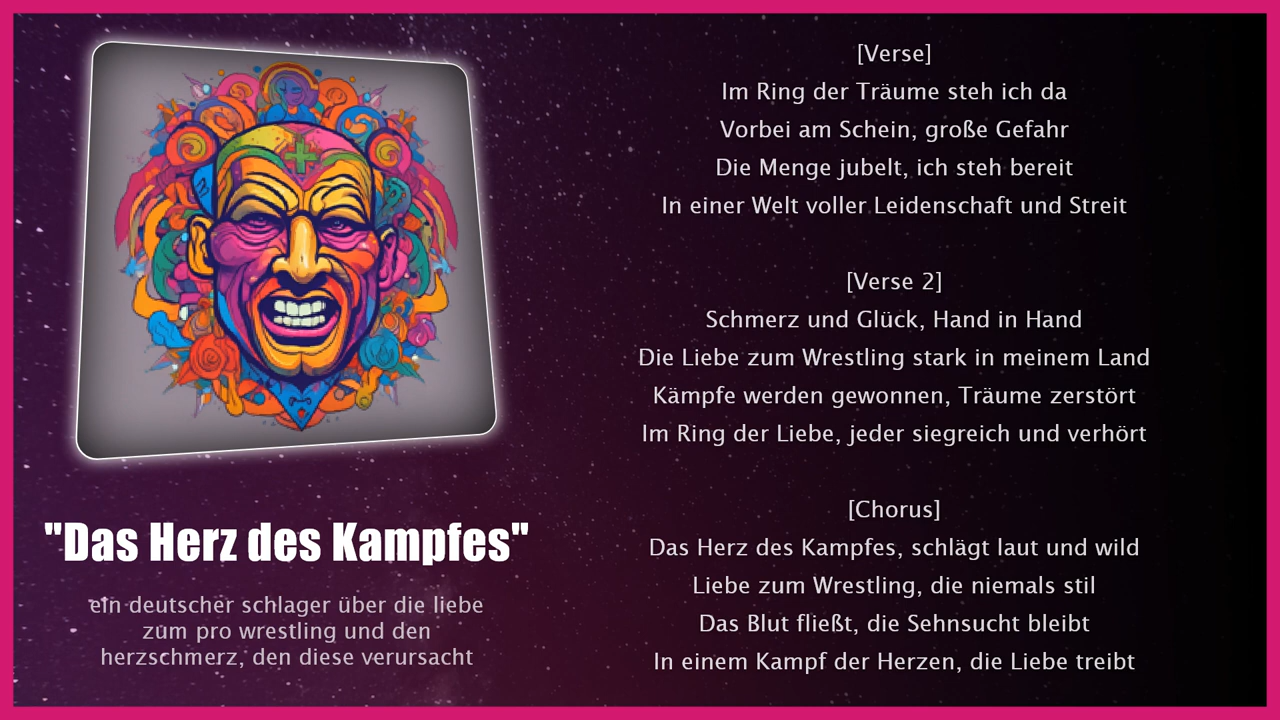 "Das Herz des Kampfes"
ein deutscher schlager über die liebe
zum pro wrestling und den
herzschmerz, den diese verursacht
[Verse]
Im Ring der Träume steh ich da
Vorbei am Schein, große Gefahr
Die Menge jubelt, ich steh bereit
In einer Welt voller Leidenschaft und Streit
[Verse 2]
Schmerz und Glück, Hand in Hand
Die Liebe zum Wrestling stark in meinem Land
Kämpfe werden gewonnen, Träume zerstört
Im Ring der Liebe, jeder siegreich und verhört
[Chorus]
Das Herz des Kampfes, schlägt laut und wild
Liebe zum Wrestling, die niemals stil
Das Blut fließt, die Sehnsucht bleibt
In einem Kampf der Herzen, die Liebe treibt